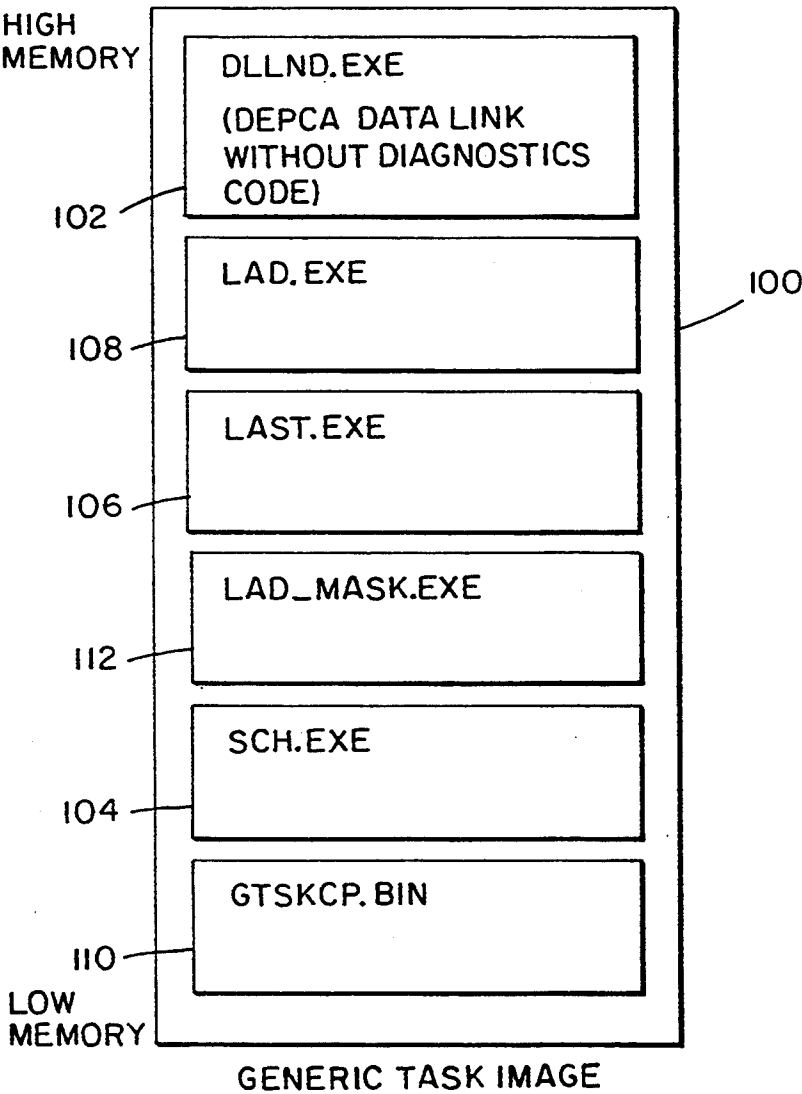 HIGH
MEMORY
DLLND.EXE
(DEPCA DATA LINK
WITHOUT DIAGNOSTICS
CODE)
102
LAD.EXE
100
108
LAST.EXE
106
LAD_MASK.EXE
112
SCH.EXE
104
GTSKCP.BIN
110
LOW
MEMORY
GENERIC TASK IMAGE